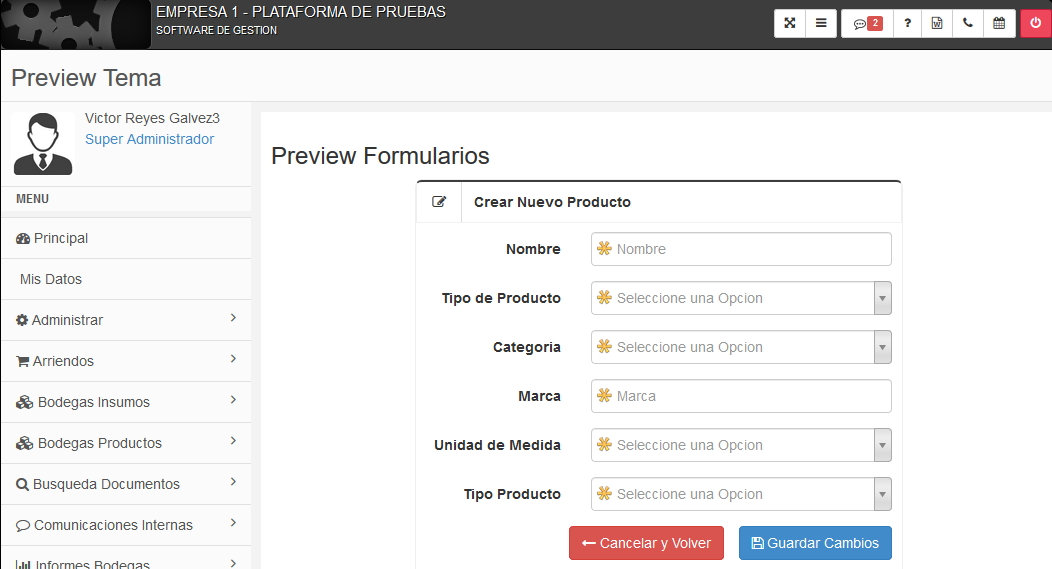 EMPRESA 1 - PLATAFORMA DE PRUEBAS
SOFTWARE DE GESTION
2
?
W
Preview Tema
Victor Reyes Galvez3
Super Administrador
MENU
Principal
Mis Datos
Administrar
Arriendos
Bodegas Insumos
Bodegas Productos
Busqueda Documentos
Comunicaciones Internas
Informes Bodegas
Preview Formularios
Crear Nuevo Producto
Nombre
Nombre
Tipo de Producto
Seleccione una Opcion
Categoria
Seleccione una Opcion
Marca
Marca
Unidad de Medida
Seleccione una Opcion
Tipo Producto
Seleccione una Opcion
Cancelar y Volver
Guardar Cambios